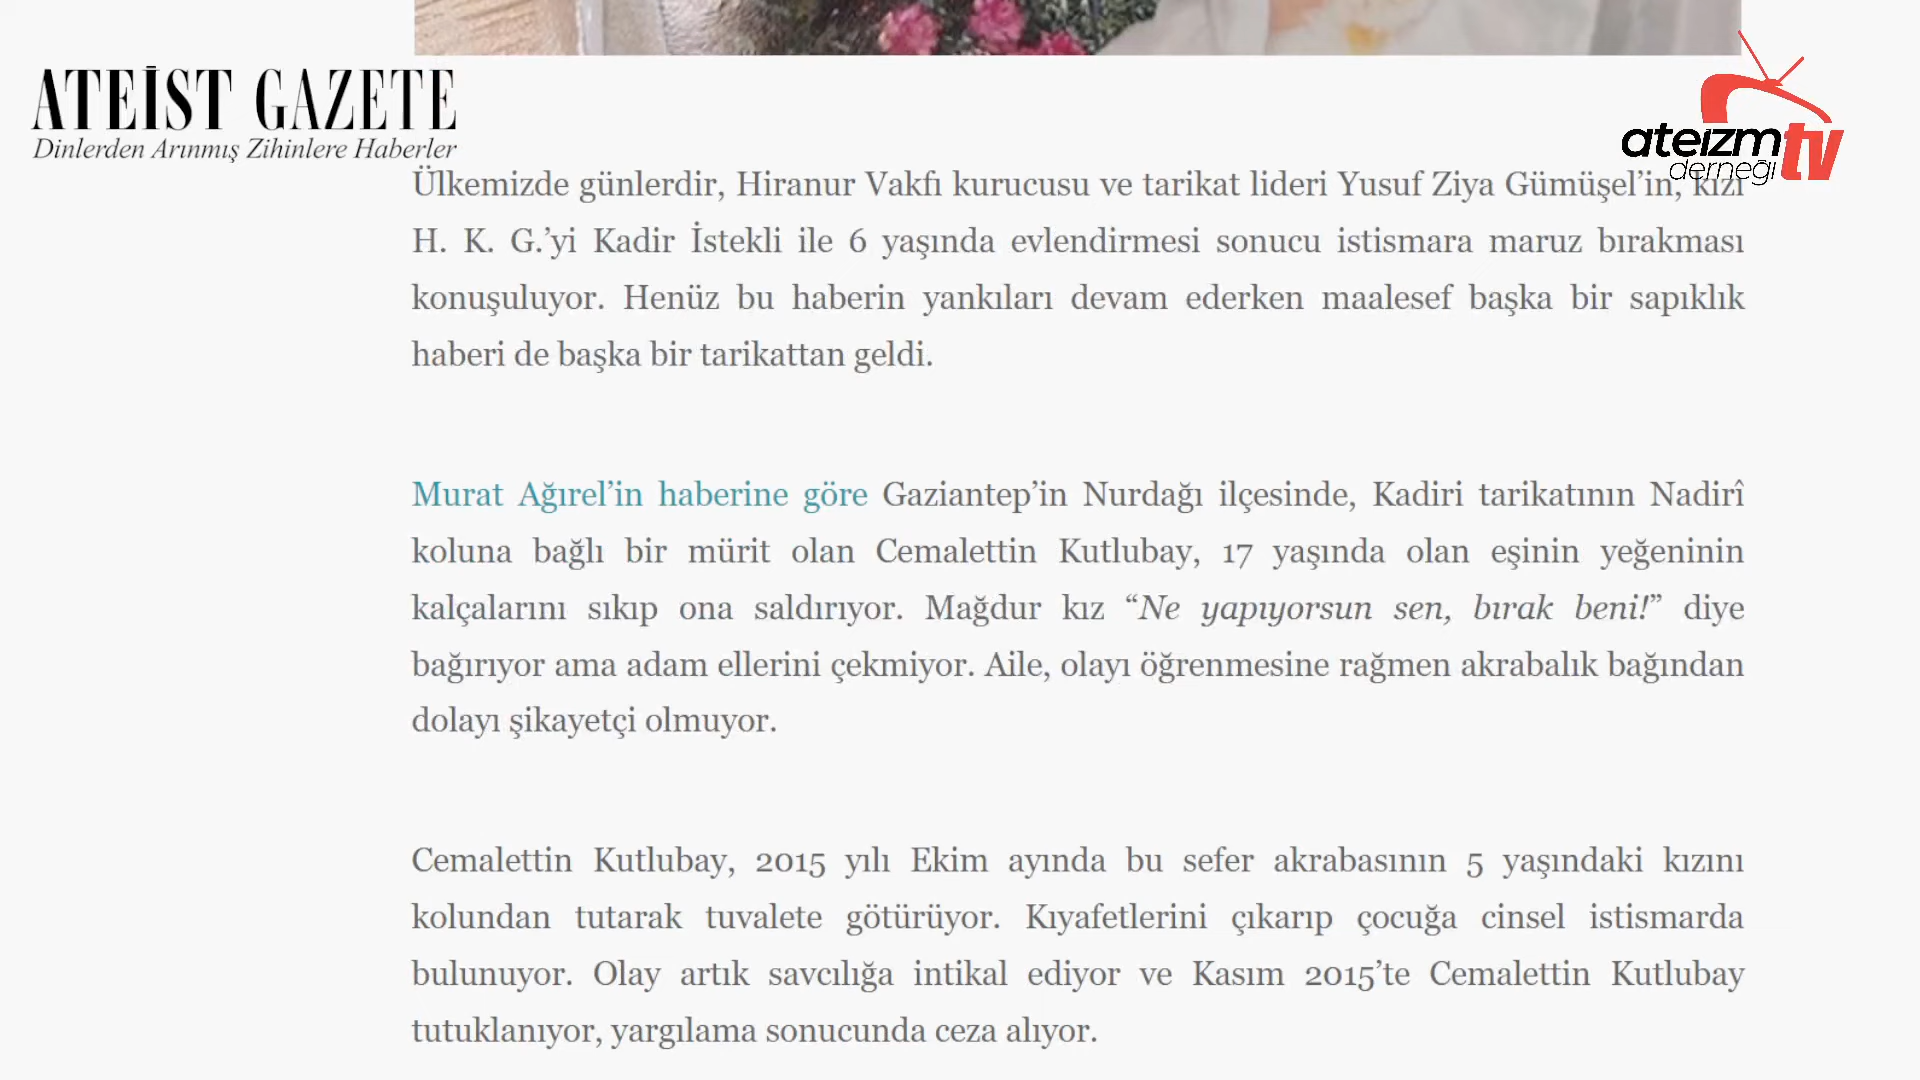 ATEİST GAZETE
Dinlerden Arınmış Zihinlere Haberler
ateizm tv
derneği
Ülkemizde günlerdir, Hiranur Vakfı kurucusu ve tarikat lideri Yusuf Ziya Gümüşel’in, kızı
H. K. G.’yi Kadir İstekli ile 6 yaşında evlendirmesi sonucu istismara maruz bırakması
konuşuluyor. Henüz bu haberin yankıları devam ederken maalesef başka bir sapıklık
haberi de başka bir tarikattan geldi.
Murat Ağırel’in haberine göre Gaziantep’in Nurdağı ilçesinde, Kadiri tarikatının Nadirî
koluna bağlı bir mürit olan Cemalettin Kutlubay, 17 yaşında olan eşinin yeğeninin
kalçalarını sıkıp ona saldırıyor. Mağdur kız “Ne yapıyorsun sen, bırak beni!” diye
bağırıyor ama adam ellerini çekmiyor. Aile, olayı öğrenmesine rağmen akrabalık bağından
dolayı şikayetçi olmuyor.
Cemalettin Kutlubay, 2015 yılı Ekim ayında bu sefer akrabasının 5 yaşındaki kızını
kolundan tutarak tuvalete götürüyor. Kıyafetlerini çıkarıp çocuğa cinsel istismarda
bulunuyor. Olay artık savcılığa intikal ediyor ve Kasım 2015’te Cemalettin Kutlubay
tutuklanıyor, yargılama sonucunda ceza alıyor.